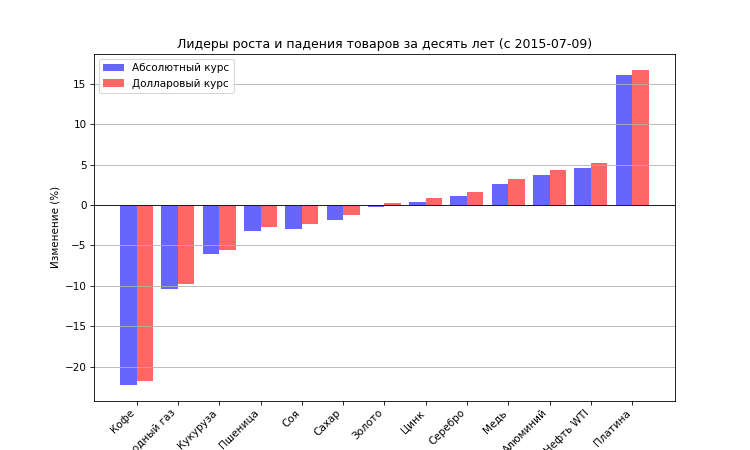 Лидеры роста и падения товаров за десять лет (с 2015-07-09)
Абсолютный курс
Долларовый курс
Изменение (%)
15
10
5
0
−5
−10
−15
−20
Кофе
одный газ
Кукуруза
Пшеница
Соя
Сахар
Золото
Цинк
Серебро
Медь
Алюминий
Нефть WTI
Платина